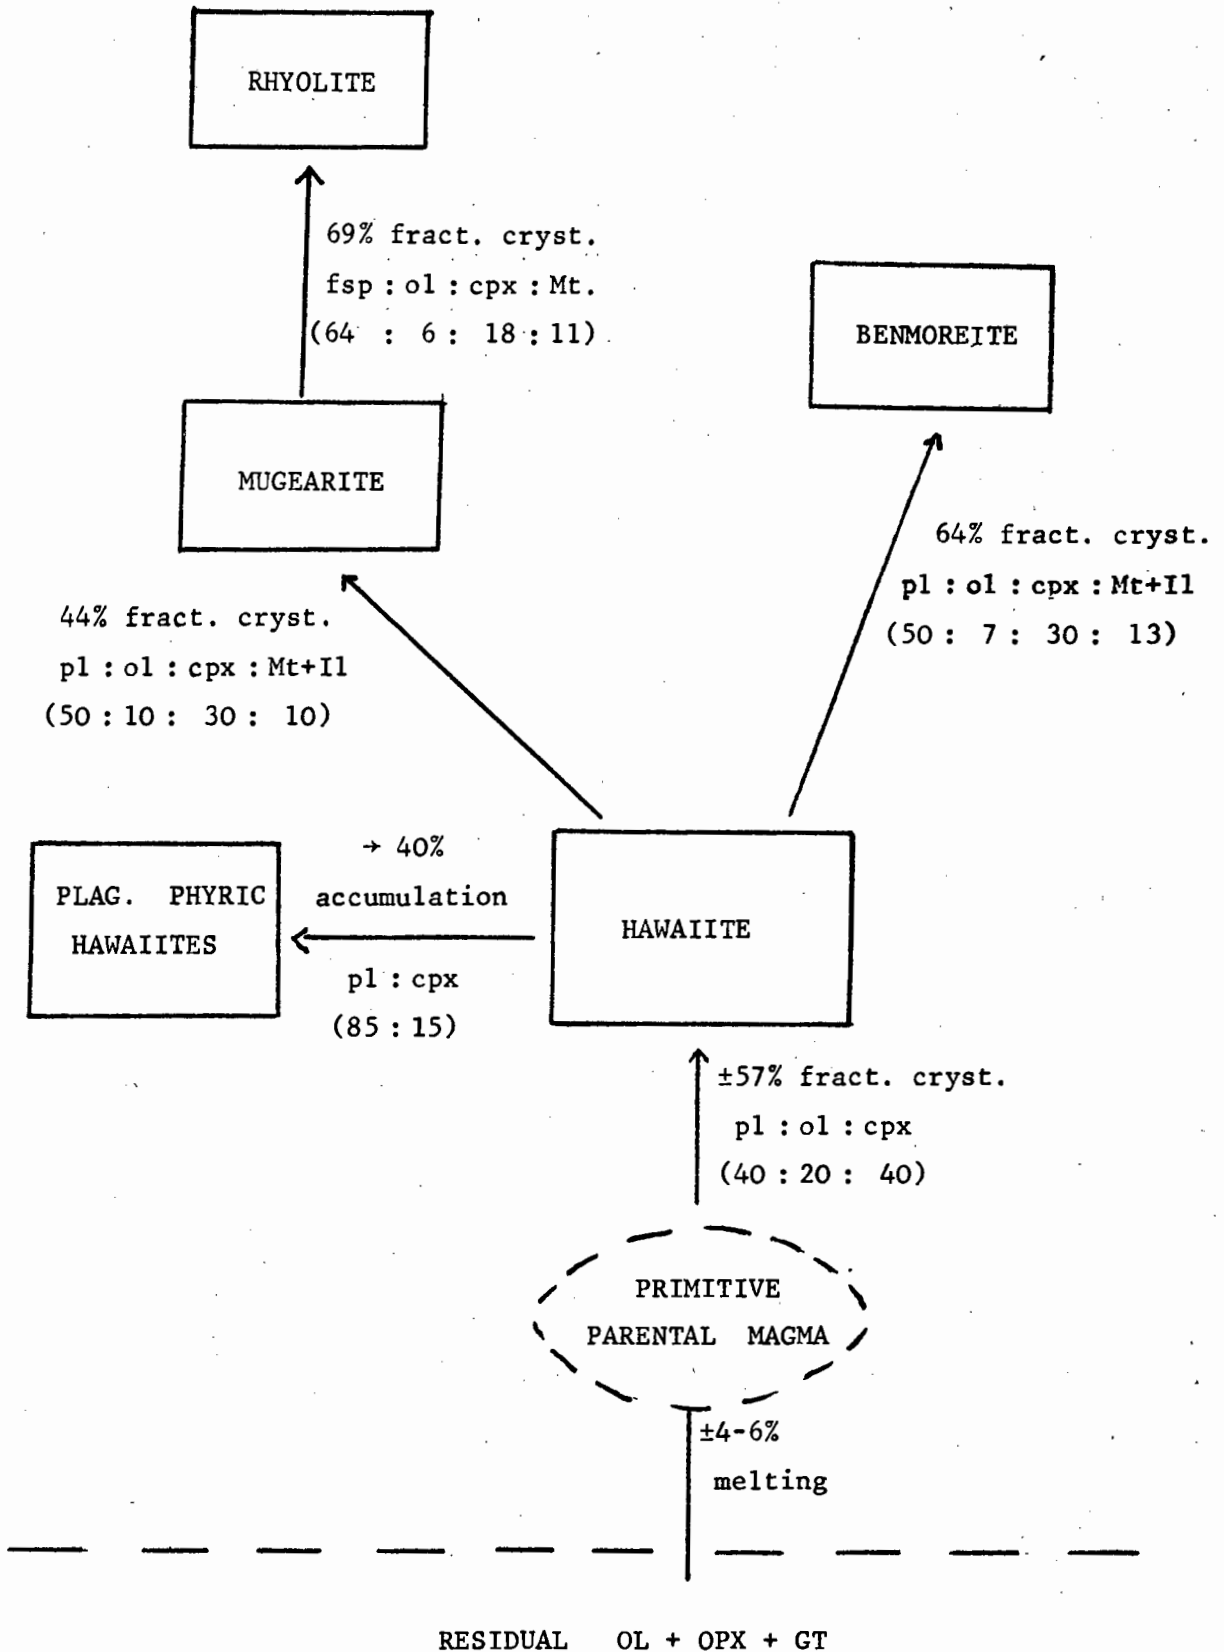 RHYOLITE
69% fract. cryst.
fsp : ol : cpx : Mt.
(64 : 6 : 18 : 11)
BENMOREITE
MUGEARITE
64% fract. cryst.
pl : ol : cpx : Mt+Il
(50 : 7 : 30 : 13)
44% fract. cryst.
pl : ol : cpx : Mt+Il
(50 : 10 : 30 : 10)
→ 40%
accumulation
PLAG. PHYRIC
HAWAIITES
pl : cpx
(85 : 15)
HAWAIITE
±57% fract. cryst.
pl : ol : cpx
(40 : 20 : 40)
PRIMITIVE
PARENTAL MAGMA
±4-6%
melting
RESIDUAL OL + OPX + GT